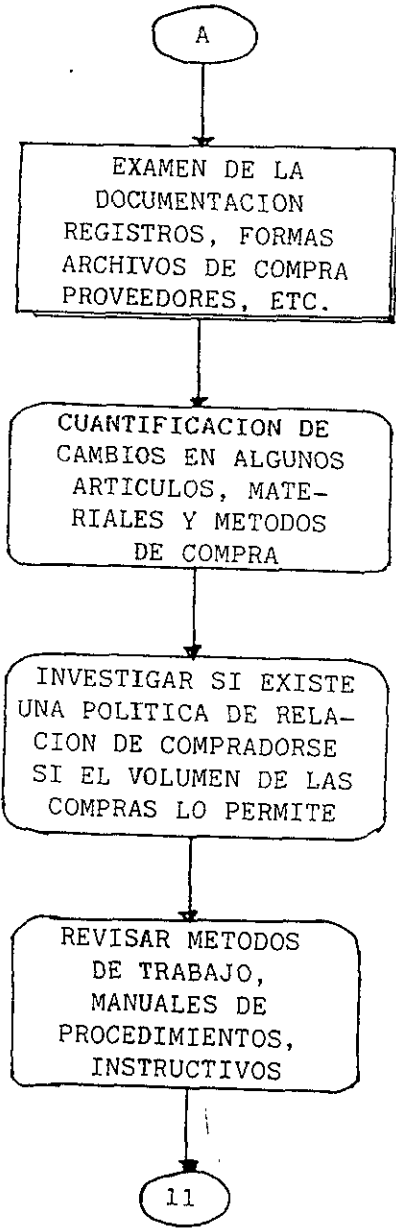 A
EXAMEN DE LA
DOCUMENTACION
REGISTROS, FORMAS
ARCHIVOS DE COMPRA
PROVEEDORES, ETC.
CUANTIFICACION DE
CAMBIOS EN ALGUNOS
ARTICULOS, MATE-
RIALES Y METODOS
DE COMPRA
INVESTIGAR SI EXISTE
UNA POLITICA DE RELA-
CION DE COMPRADORSE
SI EL VOLUMEN DE LAS
COMPRAS LO PERMITE
REVISAR METODOS
DE TRABAJO,
MANUALES DE
PROCEDIMIENTOS,
INSTRUCTIVOS
11